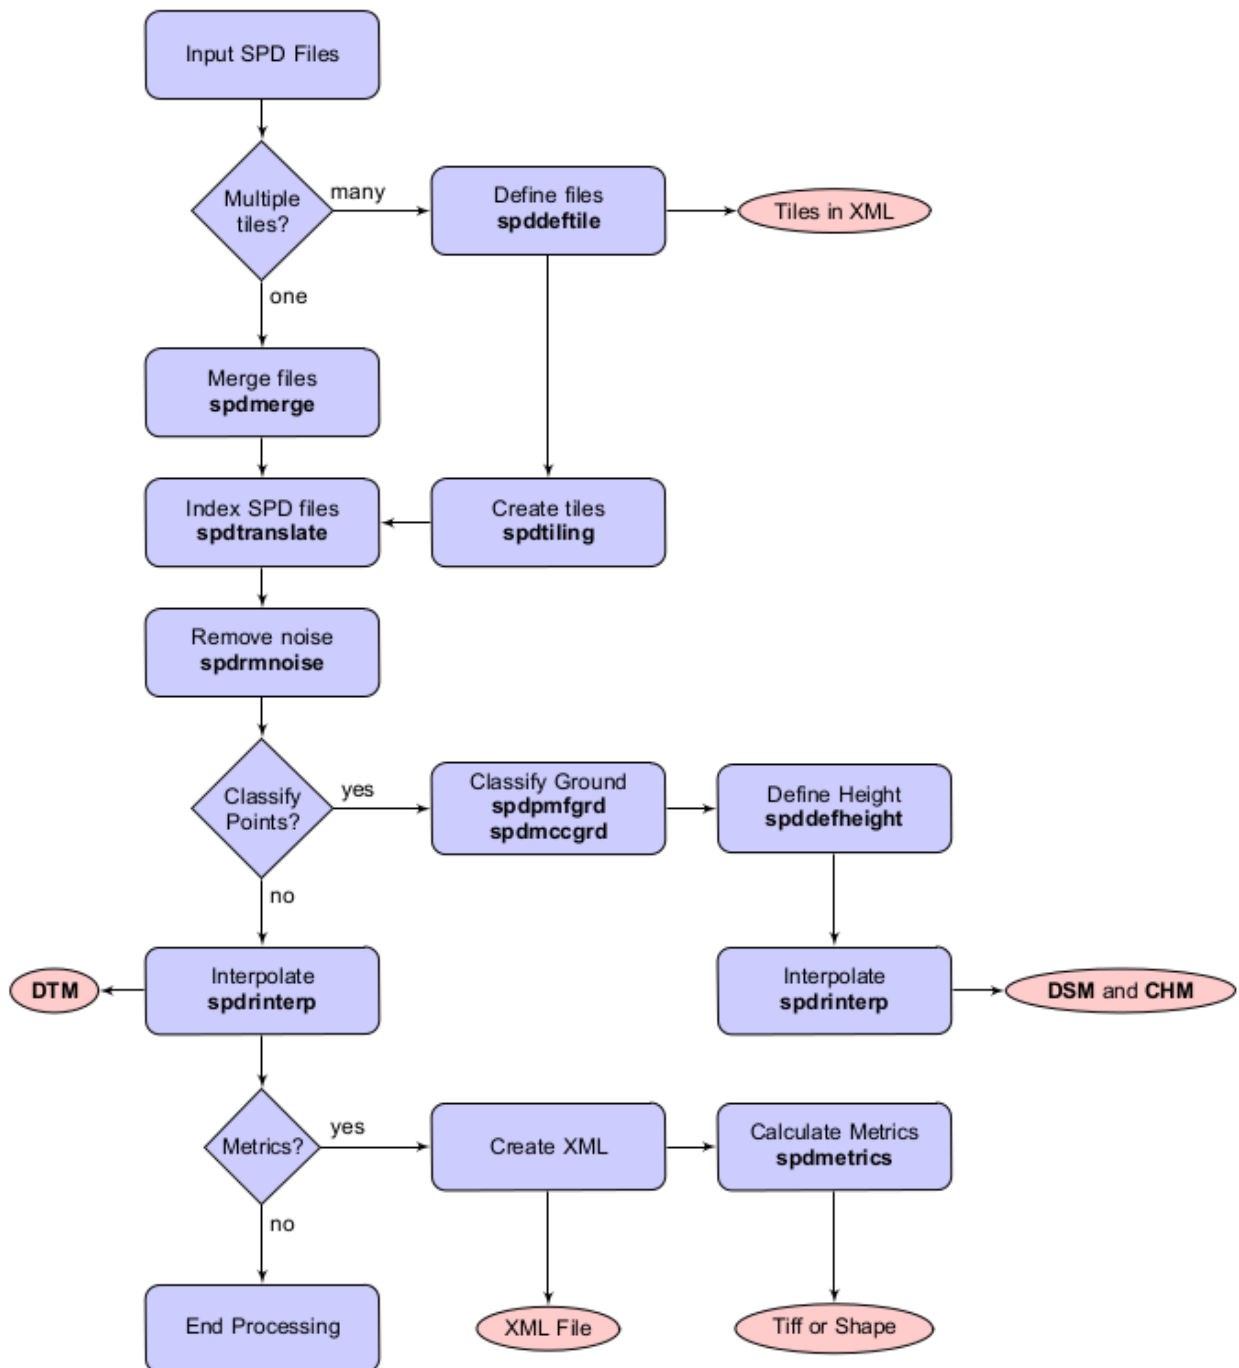 Input SPD Files
Multiple
tiles?
many
Define files
spddeftile
Tiles in XML
one
Merge files
spdmerge
Index SPD files
spdtranslate
Create tiles
spdtiling
Remove noise
spdrmnoise
Classify
Points?
yes
Classify Ground
spdpmfgrd
spdmccgrd
Define Height
spddefheight
no
DTM
Interpolate
spdrinterp
Interpolate
spdrinterp
DSM and CHM
Metrics?
yes
Create XML
Calculate Metrics
spdmetrics
no
End Processing
XML File
Tiff or Shape